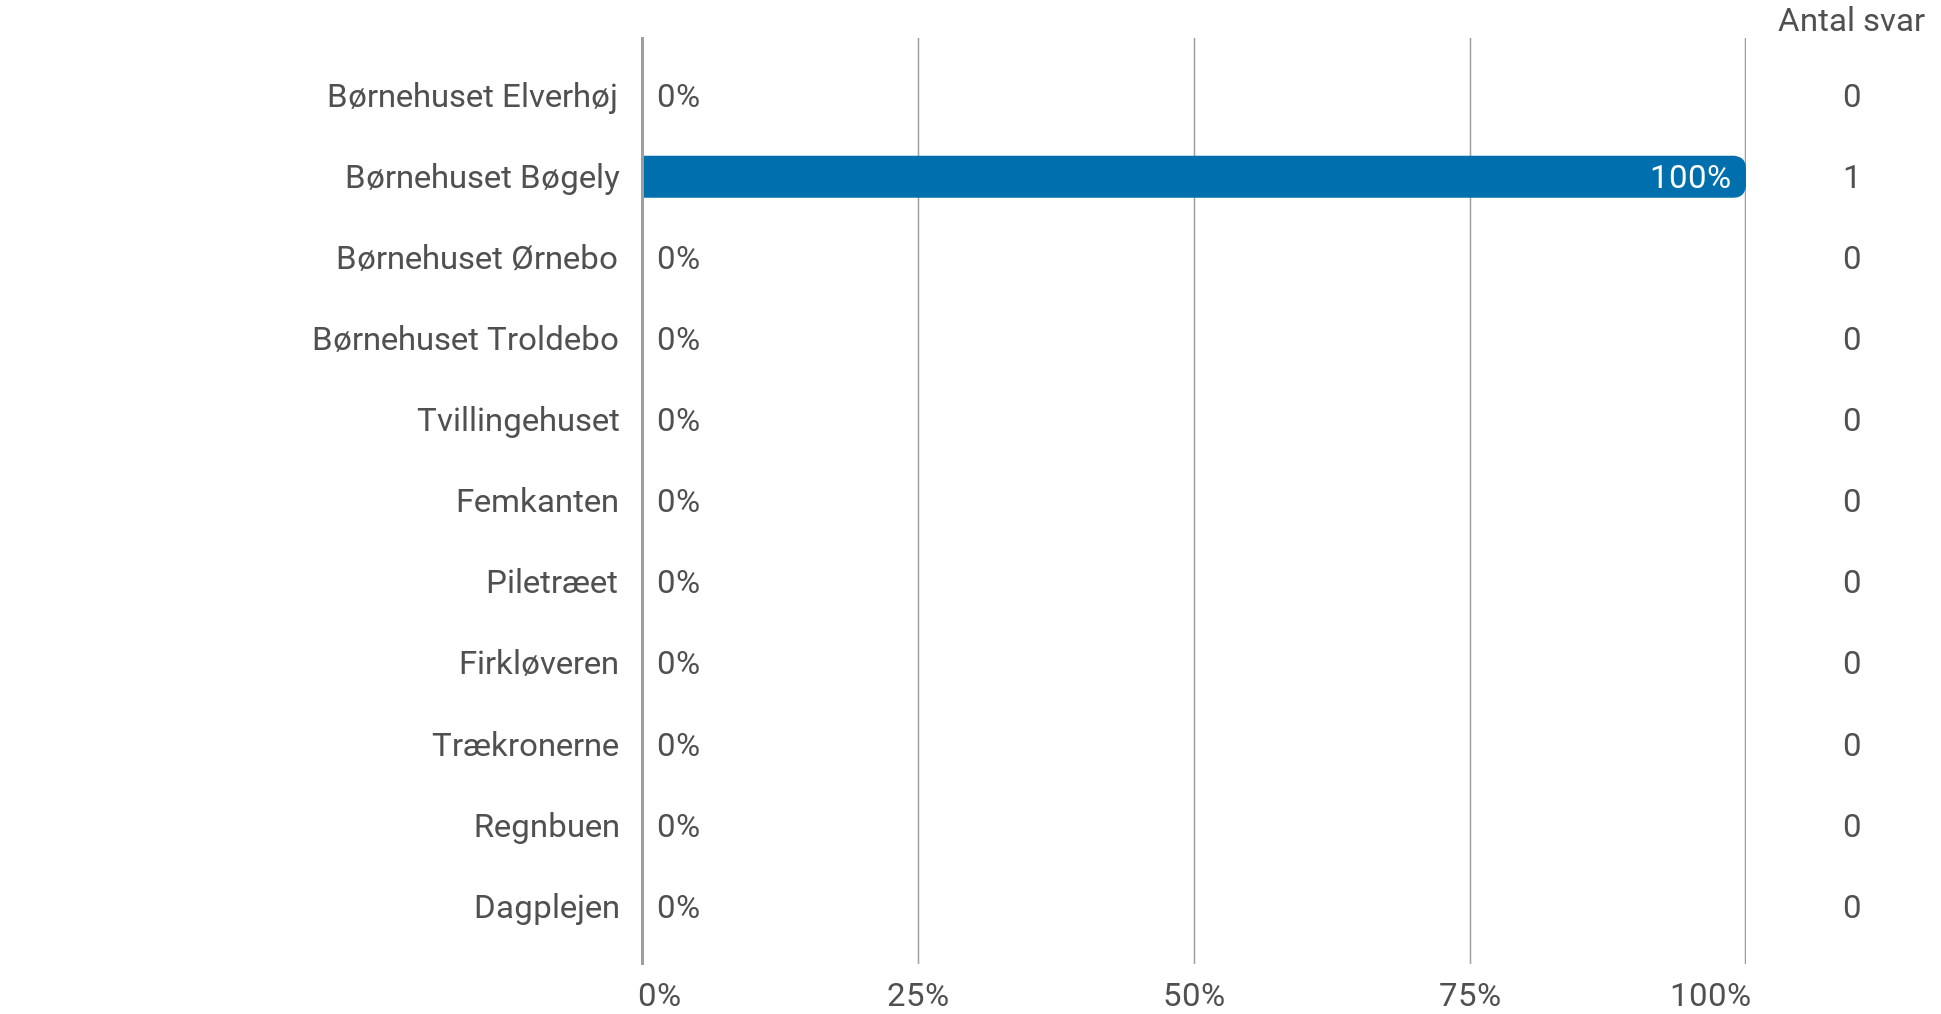 Antal svar
Børnehuset Elverhøj 0% 0
Børnehuset Bøgely 100% 1
Børnehuset Ørnebo 0% 0
Børnehuset Troldebo 0% 0
Tvillingehuset 0% 0
Femkanten 0% 0
Piletræet 0% 0
Firkløveren 0% 0
Trækronerne 0% 0
Regnbuen 0% 0
Dagplejen 0% 0
0% 25% 50% 75% 100%